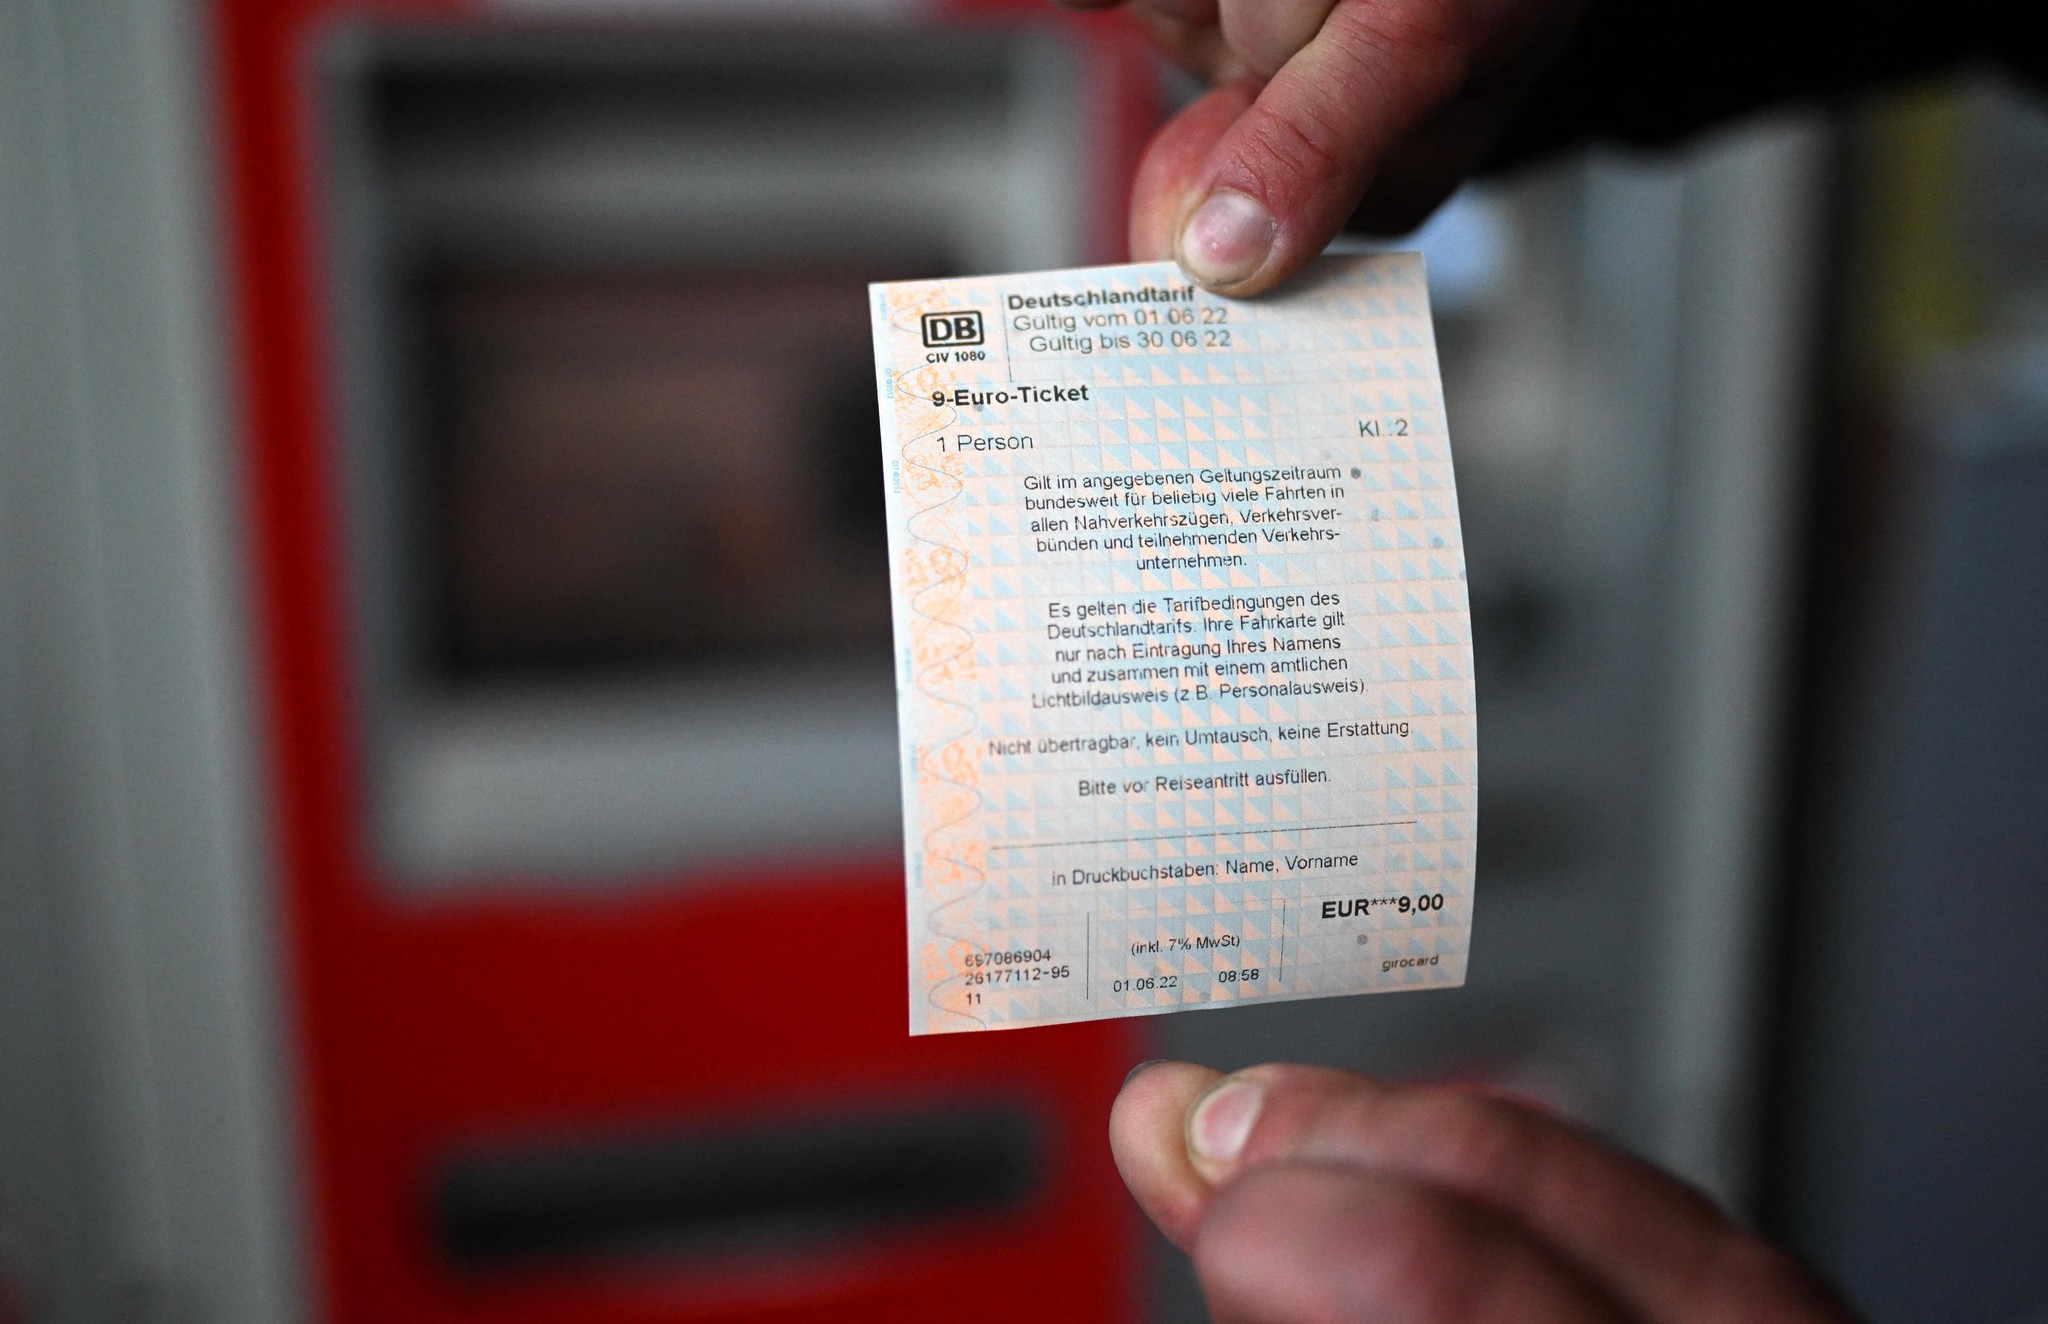 Deutschlandtarif
Gültig vom 01.06 22
Gültig bis 30 06 22
DB
CIV 1080
9-Euro-Ticket
1 Person
Kl.:2
Gilt im angegebenen Geltungszeitraum
bundesweit für beliebig viele Fahrten in
allen Nahverkehrszügen, Verkehrsver-
bünden und teilnehmenden Verkehrs-
unternehmen.
Es gelten die Tarifbedingungen des
Deutschlandtarifs. Ihre Fahrkarte gilt
nur nach Eintragung Ihres Namens
und zusammen mit einem amtlichen
Lichtbildausweis (z B. Personalausweis).
Nicht übertragbar, kein Umtausch, keine Erstattung.
Bitte vor Reiseantritt ausfüllen.
in Druckbuchstaben: Name, Vorname
EUR***9,00
697086904
26177112-95
11
(inkl. 7% MwSt)
01.06.22 08:58
girocard